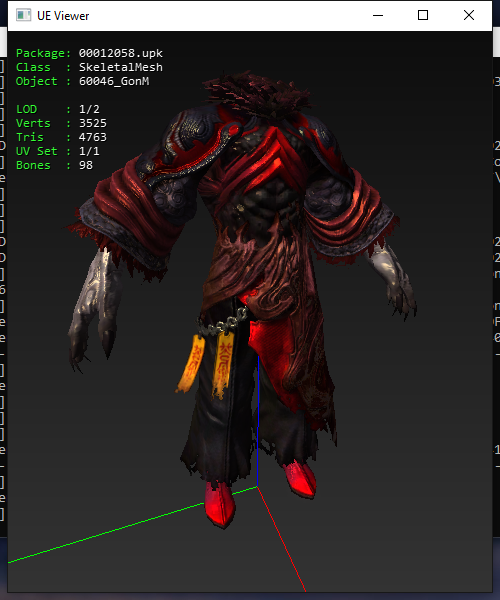 UE Viewer
Package: 00012058.upk
Class : SkeletalMesh
Object : 60046_GonM
LOD : 1/2
Verts : 3525
Tris : 4763
UV Set : 1/1
Bones : 98